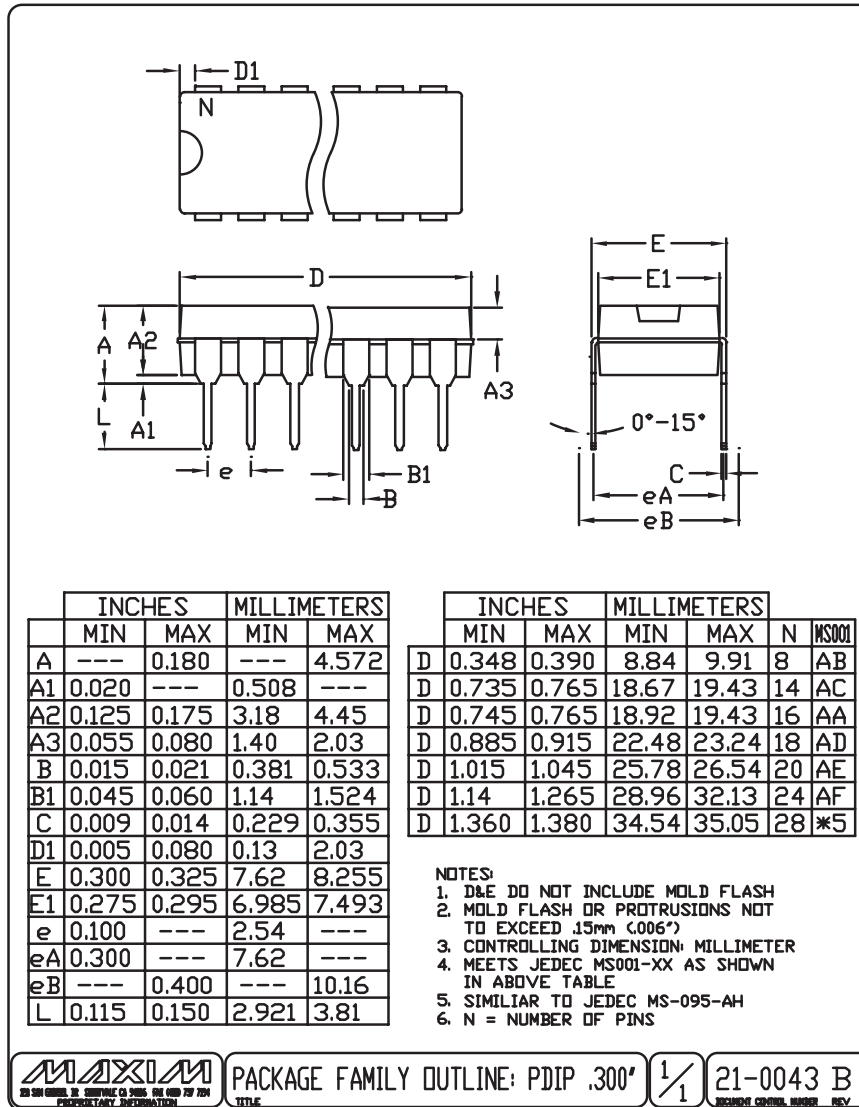 D1
N
D
E
E1
A
A2
A3
L
A1
0°-15°
e
B1
B
C
eA
eB
INCHES MILLIMETERS
MIN MAX MIN MAX
A --- 0.180 --- 4.572
A1 0.020 --- 0.508 ---
A2 0.125 0.175 3.18 4.45
A3 0.055 0.080 1.40 2.03
B 0.015 0.021 0.381 0.533
B1 0.045 0.060 1.14 1.524
C 0.009 0.014 0.229 0.355
D1 0.005 0.080 0.13 2.03
E 0.300 0.325 7.62 8.255
E1 0.275 0.295 6.985 7.493
e 0.100 --- 2.54 ---
eA 0.300 --- 7.62 ---
eB --- 0.400 --- 10.16
L 0.115 0.150 2.921 3.81
INCHES MILLIMETERS
MIN MAX MIN MAX N MS001
D 0.348 0.390 8.84 9.91 8 AB
D 0.735 0.765 18.67 19.43 14 AC
D 0.745 0.765 18.92 19.43 16 AA
D 0.885 0.915 22.48 23.24 18 AD
D 1.015 1.045 25.78 26.54 20 AE
D 1.14 1.265 28.96 32.13 24 AF
D 1.360 1.380 34.54 35.05 28 *5
NOTES:
1. D&E DO NOT INCLUDE MOLD FLASH
2. MOLD FLASH OR PROTRUSIONS NOT
TO EXCEED .15mm (.006")
3. CONTROLLING DIMENSION: MILLIMETER
4. MEETS JEDEC MS001-XX AS SHOWN
IN ABOVE TABLE
5. SIMILIAR TO JEDEC MS-095-AH
6. N = NUMBER OF PINS
MAXIM
PROPRIETARY INFORMATION
PACKAGE FAMILY OUTLINE: PDIP .300"
TITLE
1/1
21-0043 B
DOCUMENT CONTROL NUMBER REV